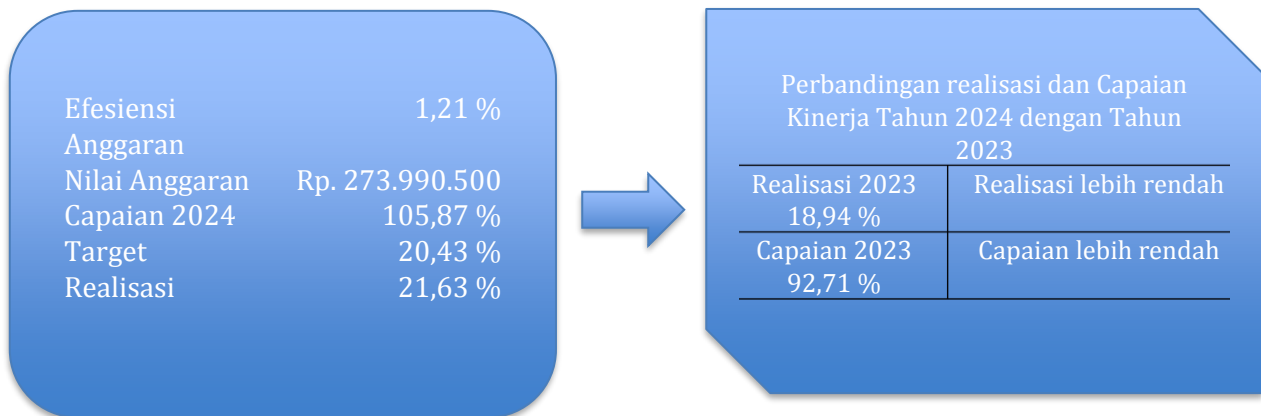 Efesiensi 1,21 %
Anggaran
Nilai Anggaran Rp. 273.990.500
Capaian 2024 105,87 %
Target 20,43 %
Realisasi 21,63 %
Perbandingan realisasi dan Capaian
Kinerja Tahun 2024 dengan Tahun
2023
Realisasi 2023 Realisasi lebih rendah
18,94 %
Capaian 2023 Capaian lebih rendah
92,71 %